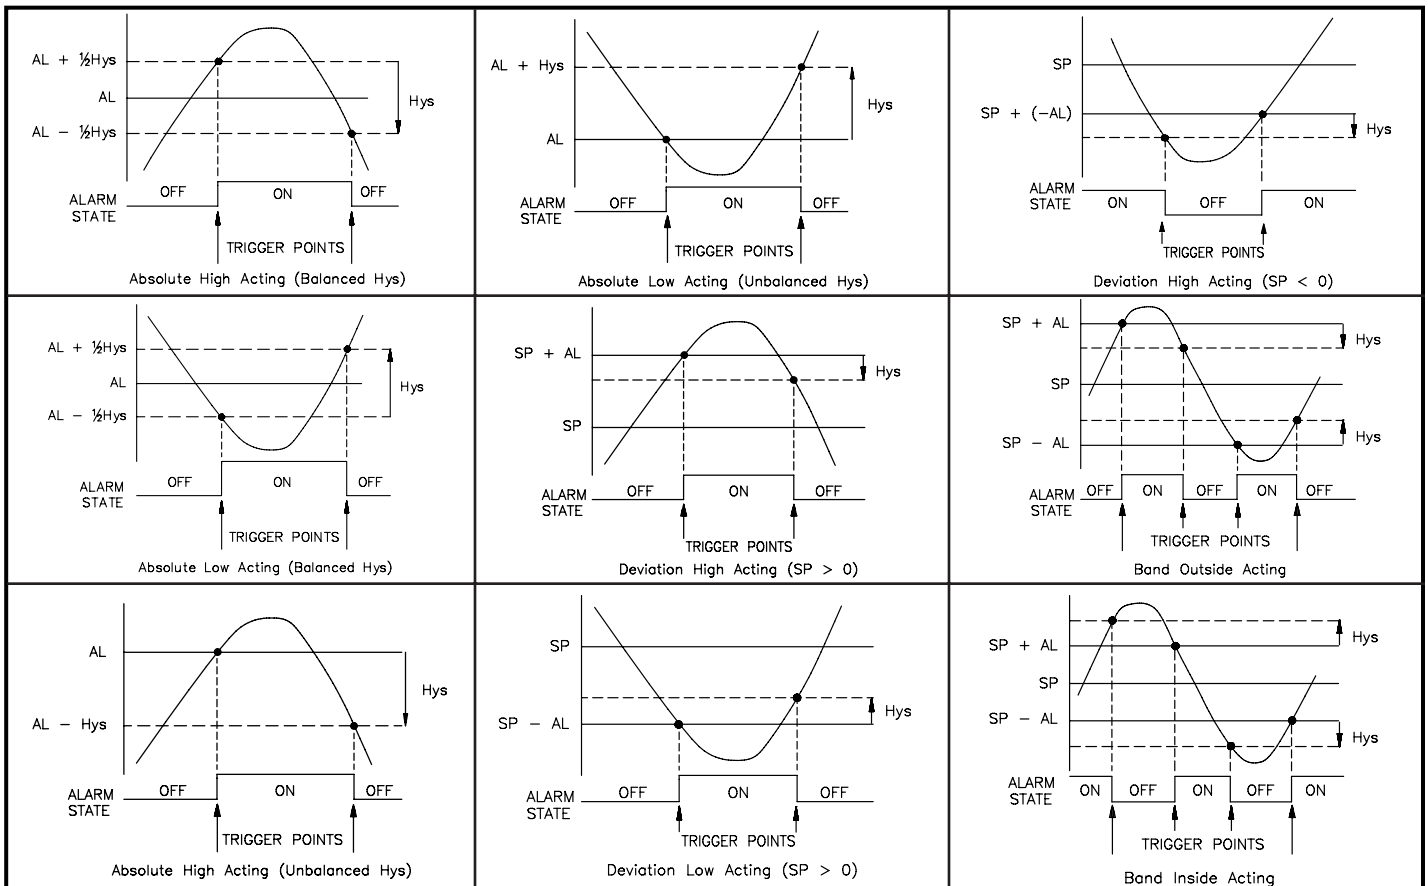 AL + ½Hys
AL
AL - ½Hys
Hys
OFF
ON
OFF
ALARM
STATE
TRIGGER POINTS
Absolute High Acting (Balanced Hys)
AL + Hys
AL
Hys
OFF
ON
OFF
ALARM
STATE
TRIGGER POINTS
Absolute Low Acting (Unbalanced Hys)
SP
SP + (-AL)
Hys
ALARM
STATE
ON
OFF
ON
TRIGGER POINTS
Deviation High Acting (SP < 0)
AL + ½Hys
AL
AL - ½Hys
Hys
OFF
ON
OFF
ALARM
STATE
TRIGGER POINTS
Absolute Low Acting (Balanced Hys)
SP + AL
Hys
SP
OFF
ON
OFF
ALARM
STATE
TRIGGER POINTS
Deviation High Acting (SP > 0)
SP + AL
Hys
SP
Hys
SP - AL
ALARM
STATE
OFF
ON
OFF
ON
OFF
TRIGGER POINTS
Band Outside Acting
AL
Hys
AL - Hys
OFF
ON
OFF
ALARM
STATE
TRIGGER POINTS
Absolute High Acting (Unbalanced Hys)
SP
Hys
SP - AL
OFF
ON
OFF
ALARM
STATE
TRIGGER POINTS
Deviation Low Acting (SP > 0)
Hys
SP + AL
SP
SP - AL
Hys
ALARM
STATE
ON
OFF
ON
OFF
ON
TRIGGER POINTS
Band Inside Acting